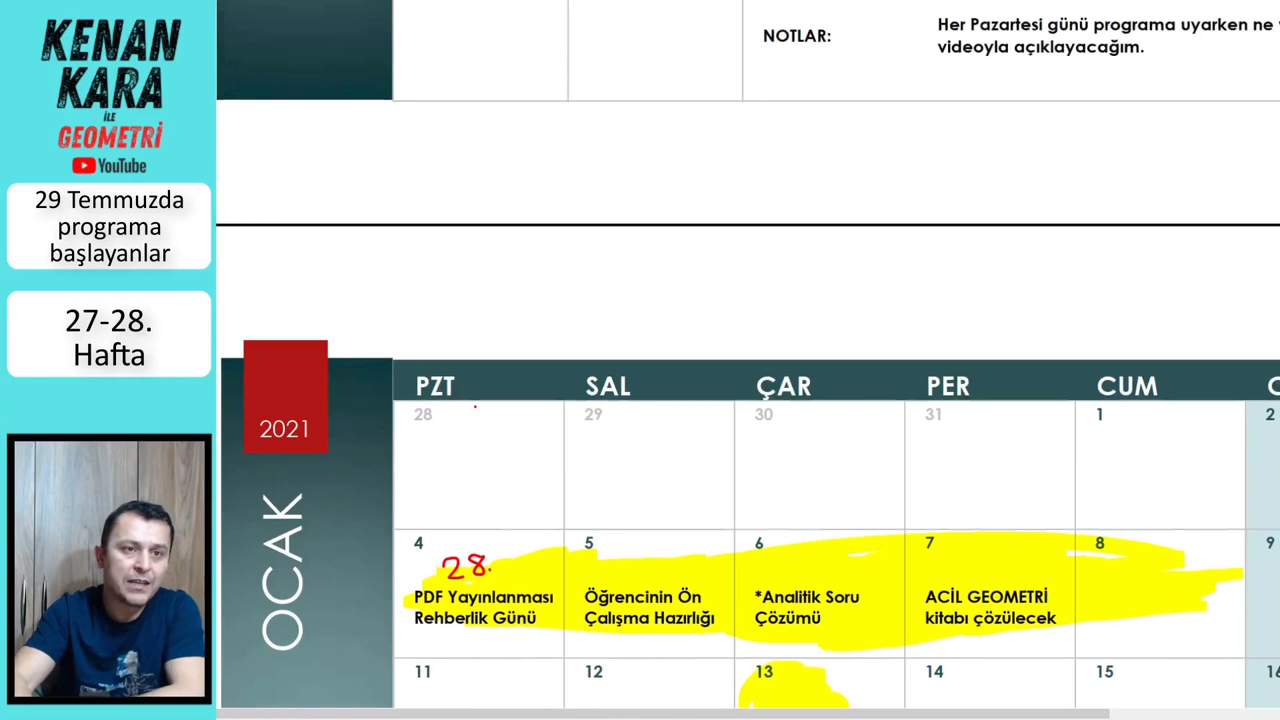 KENAN
KARA
İLE
GEOMETRİ
YouTube
29 Temmuzda
programa
başlayanlar
27-28.
Hafta
NOTLAR:
Her Pazartesi günü programa uyarken ne
videoyla açıklayacağım.
2021
OCAK
PZT SAL ÇAR PER CUM
28 29 30 31 1 2
4 5 6 7 8 9
28.
PDF Yayınlanması
Rehberlik Günü
Öğrencinin Ön
Çalışma Hazırlığı
*Analitik Soru
Çözümü
ACİL GEOMETRİ
kitabı çözülecek
11 12 13 14 15 16